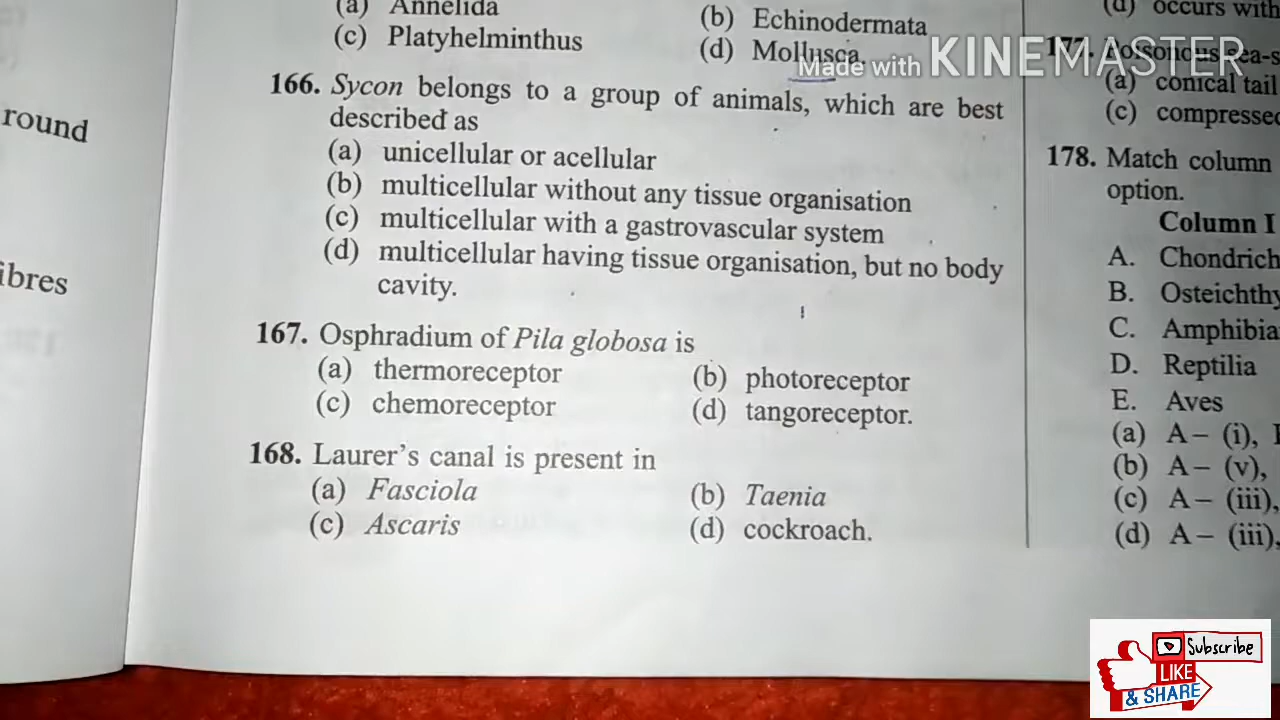 round
ibres
(a) Annelida (b) Echinodermata
(c) Platyhelminthus (d) Mollusca.
166. Sycon belongs to a group of animals, which are best
described as
(a) unicellular or acellular
(b) multicellular without any tissue organisation
(c) multicellular with a gastrovascular system
(d) multicellular having tissue organisation, but no body
cavity.
167. Osphradium of Pila globosa is
(a) thermoreceptor (b) photoreceptor
(c) chemoreceptor (d) tangoreceptor.
168. Laurer's canal is present in
(a) Fasciola (b) Taenia
(c) Ascaris (d) cockroach.
(d) occurs with
177. Poisonous sea-s
(a) conical tail
(c) compressed
178. Match column
option.
Column I
A. Chondrich
B. Osteichthy
C. Amphibia
D. Reptilia
E. Aves
(a) A – (i),
(b) A – (v),
(c) A – (iii),
(d) A – (iii),
Made with KINEMASTER
Subscribe
LIKE
& SHARE